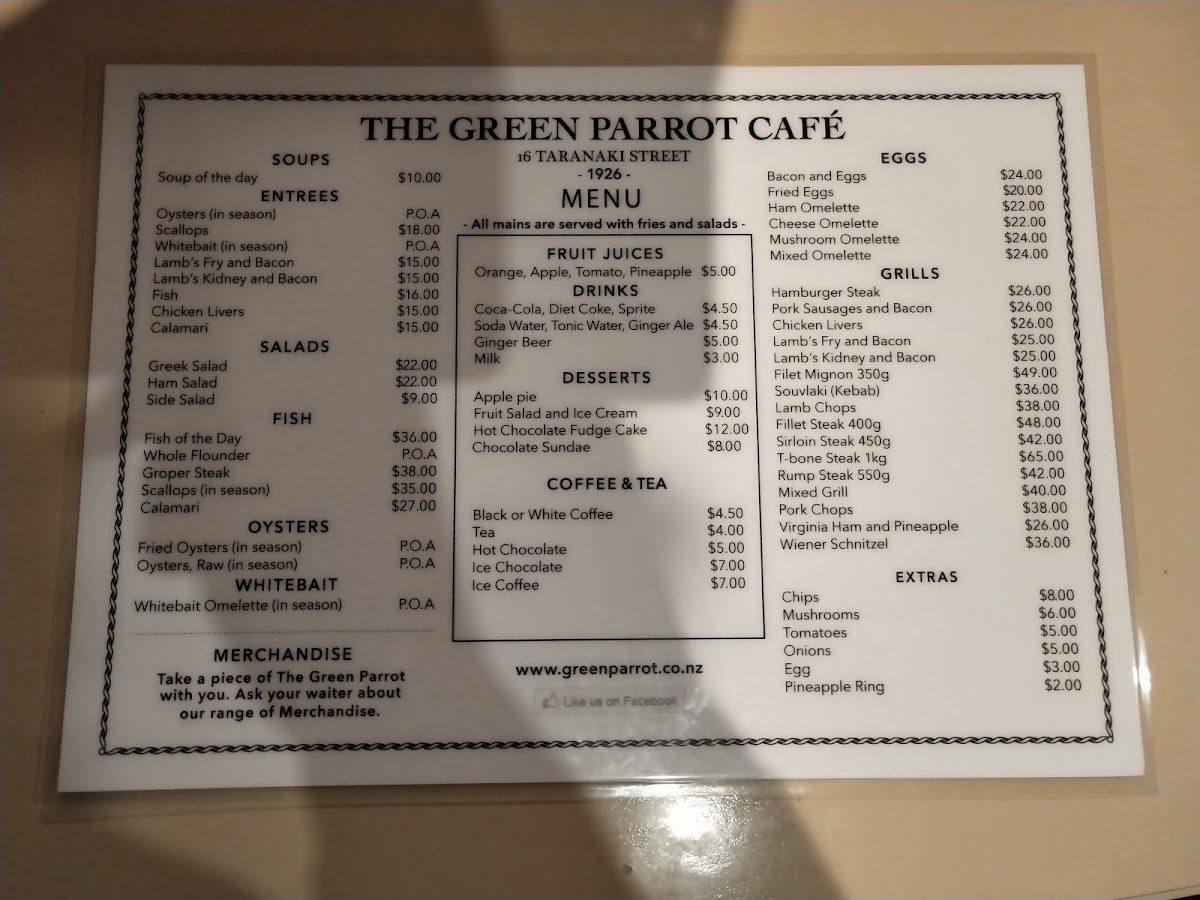 THE GREEN PARROT CAFÉ
16 TARANAKI STREET
- 1926 -
MENU
- All mains are served with fries and salads -
SOUPS
Soup of the day $10.00
ENTREES
Oysters (in season) P.O.A
Scallops $18.00
Whitebait (in season) P.O.A
Lamb's Fry and Bacon $15.00
Lamb's Kidney and Bacon $15.00
Fish $16.00
Chicken Livers $15.00
Calamari $15.00
SALADS
Greek Salad $22.00
Ham Salad $22.00
Side Salad $9.00
FISH
Fish of the Day $36.00
Whole Flounder P.O.A
Groper Steak $38.00
Scallops (in season) $35.00
Calamari $27.00
OYSTERS
Fried Oysters (in season) P.O.A
Oysters, Raw (in season) P.O.A
WHITEBAIT
Whitebait Omelette (in season) P.O.A
MERCHANDISE
Take a piece of The Green Parrot
with you. Ask your waiter about
our range of Merchandise.
FRUIT JUICES
Orange, Apple, Tomato, Pineapple $5.00
DRINKS
Coca-Cola, Diet Coke, Sprite $4.50
Soda Water, Tonic Water, Ginger Ale $4.50
Ginger Beer $5.00
Milk $3.00
DESSERTS
Apple pie $10.00
Fruit Salad and Ice Cream $9.00
Hot Chocolate Fudge Cake $12.00
Chocolate Sundae $8.00
COFFEE & TEA
Black or White Coffee $4.50
Tea $4.00
Hot Chocolate $5.00
Ice Chocolate $7.00
Ice Coffee $7.00
www.greenparrot.co.nz
Like us on Facebook
EGGS
Bacon and Eggs $24.00
Fried Eggs $20.00
Ham Omelette $22.00
Cheese Omelette $22.00
Mushroom Omelette $24.00
Mixed Omelette $24.00
GRILLS
Hamburger Steak $26.00
Pork Sausages and Bacon $26.00
Chicken Livers $26.00
Lamb's Fry and Bacon $25.00
Lamb's Kidney and Bacon $25.00
Filet Mignon 350g $49.00
Souvlaki (Kebab) $36.00
Lamb Chops $38.00
Fillet Steak 400g $48.00
Sirloin Steak 450g $42.00
T-bone Steak 1kg $65.00
Rump Steak 550g $42.00
Mixed Grill $40.00
Pork Chops $38.00
Virginia Ham and Pineapple $26.00
Wiener Schnitzel $36.00
EXTRAS
Chips $8.00
Mushrooms $6.00
Tomatoes $5.00
Onions $5.00
Egg $3.00
Pineapple Ring $2.00